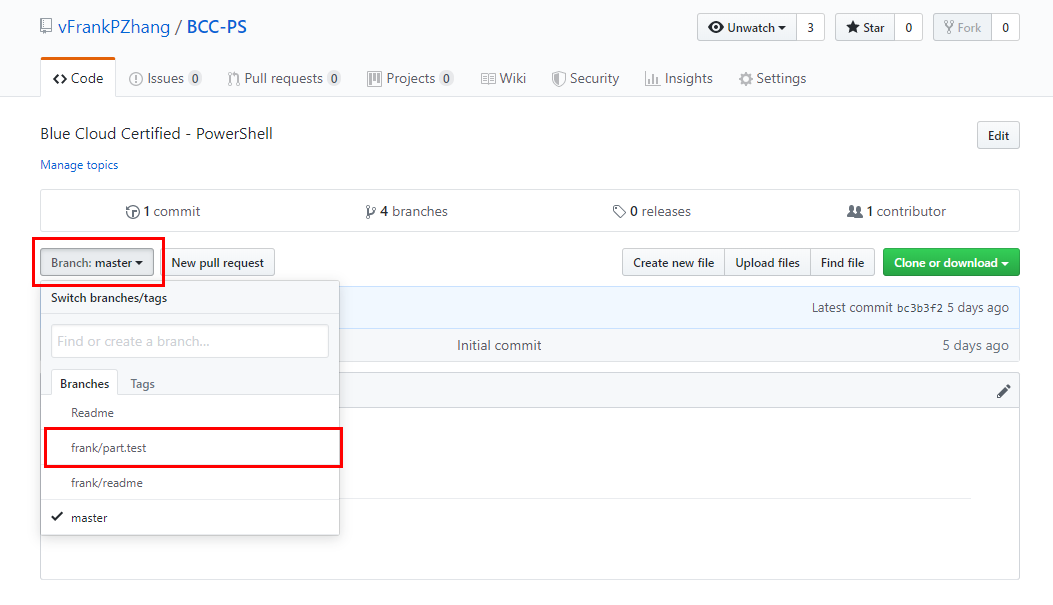 vFrankPZhang / BCC-PS
Unwatch 3
Star 0
Fork 0
Code
Issues 0
Pull requests 0
Projects 0
Wiki
Security
Insights
Settings
Blue Cloud Certified - PowerShell
Edit
Manage topics
1 commit
4 branches
0 releases
1 contributor
Branch: master
New pull request
Create new file
Upload files
Find file
Clone or download
Switch branches/tags
Latest commit bc3b3f2 5 days ago
Find or create a branch...
Initial commit
5 days ago
Branches
Tags
Readme
frank/part.test
frank/readme
master